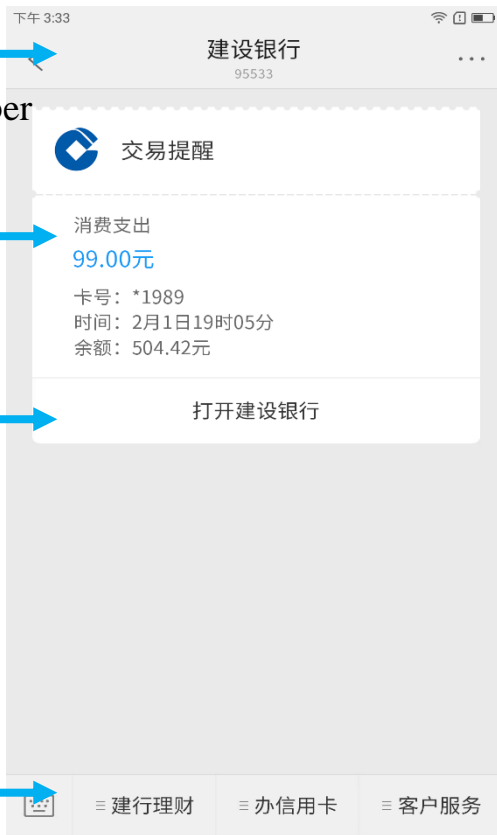 下午 3:33
建设银行
95533
ber
交易提醒
消费支出
99.00元
卡号：*1989
时间：2月1日19时05分
余额：504.42元
打开建设银行
建行理财
办信用卡
客户服务